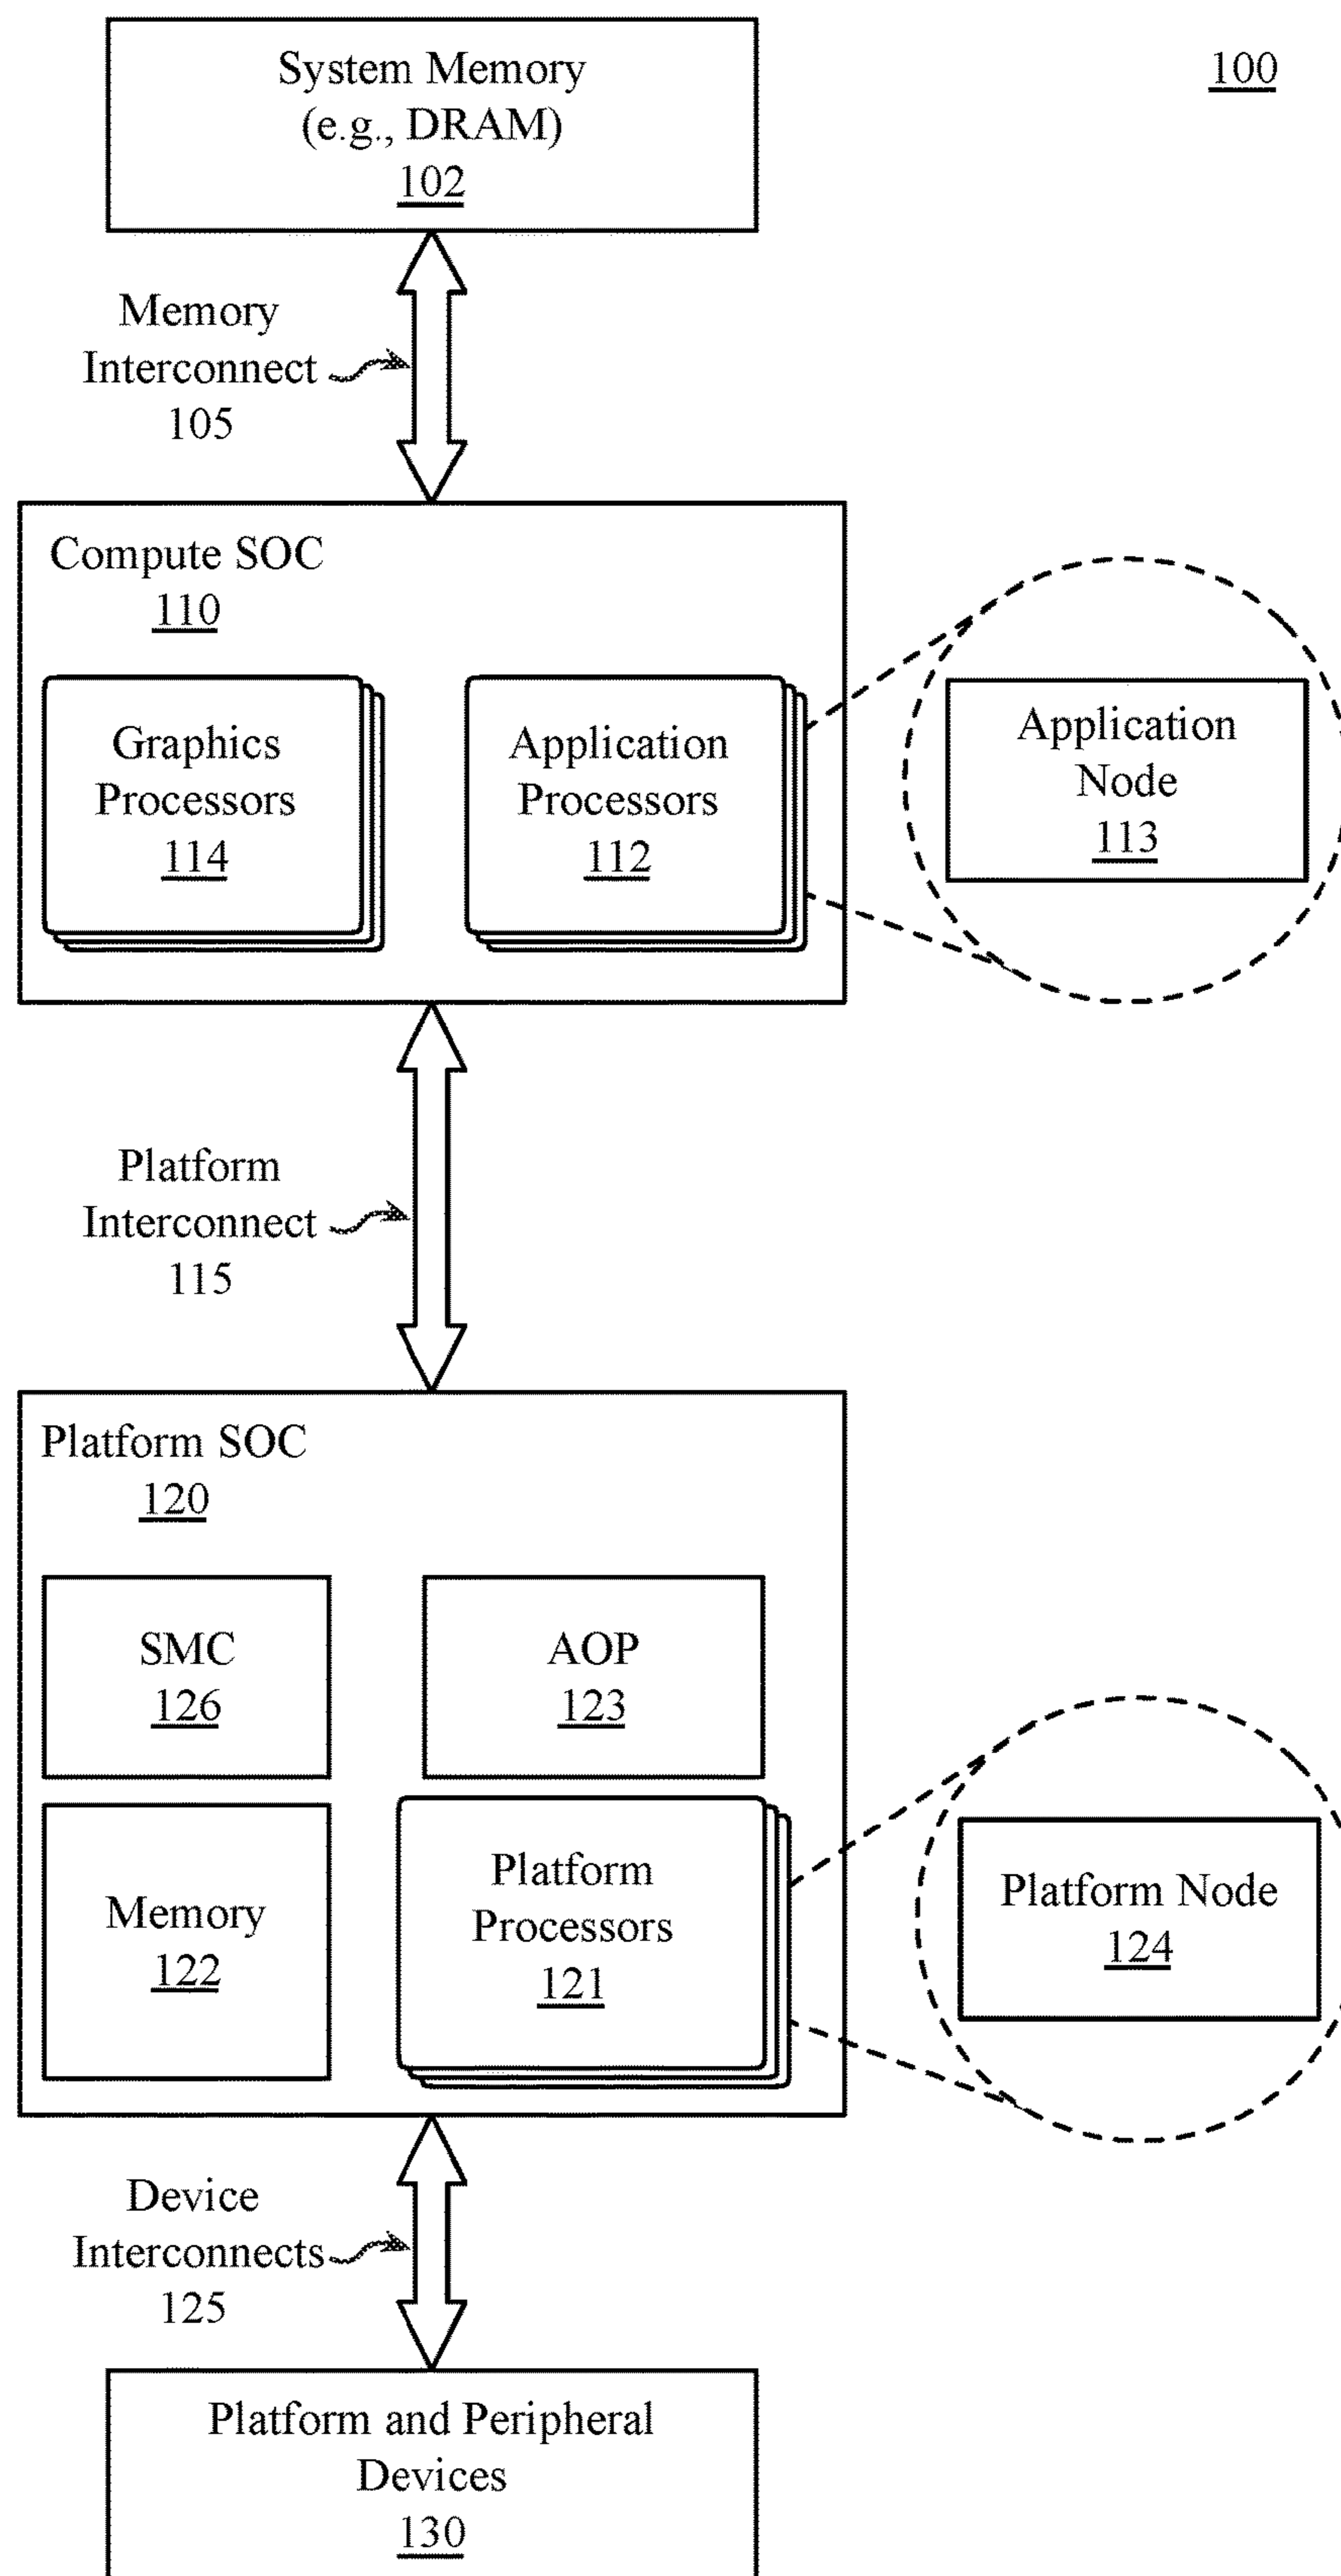 100
System Memory
(e.g., DRAM)
102
Memory
Interconnect
105
Compute SOC
110
Graphics
Processors
114
Application
Processors
112
Application
Node
113
Platform
Interconnect
115
Platform SOC
120
SMC
126
AOP
123
Memory
122
Platform
Processors
121
Platform Node
124
Device
Interconnects
125
Platform and Peripheral
Devices
130